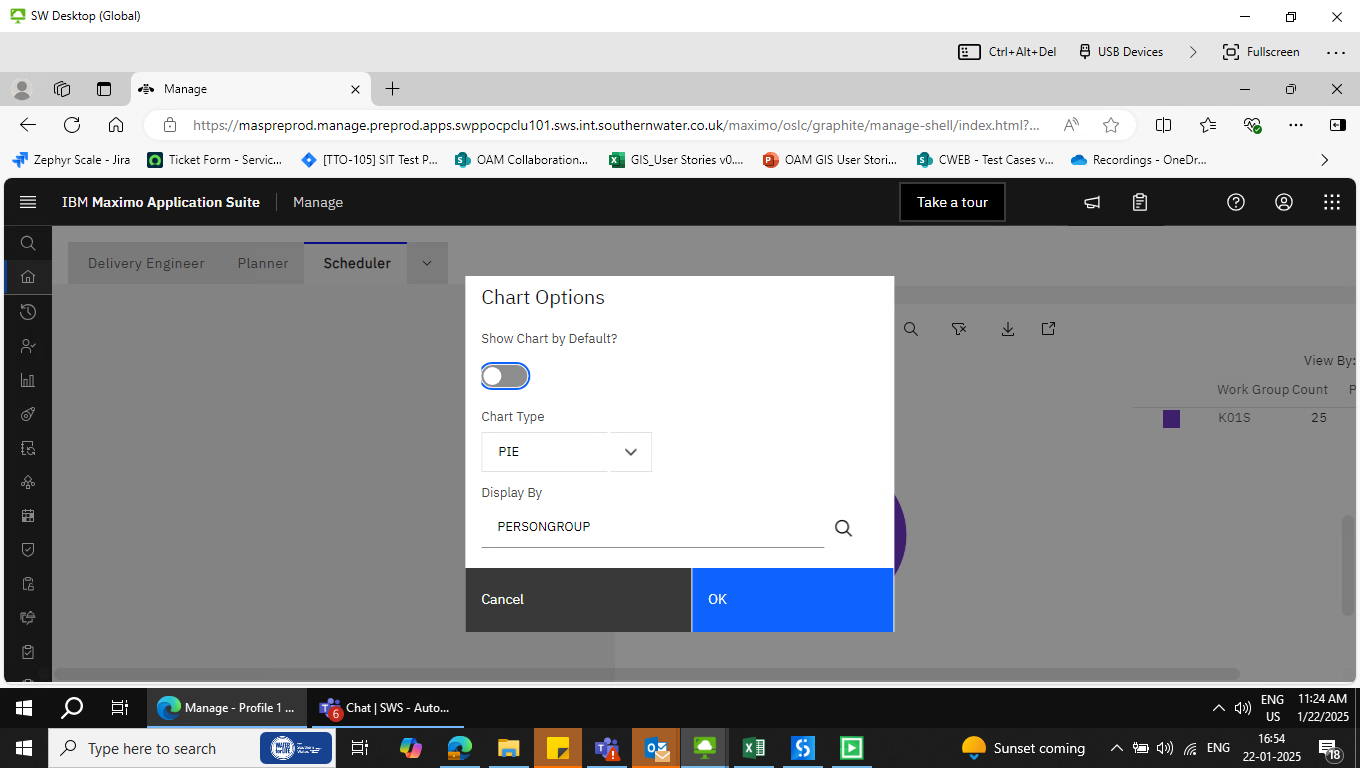 SW Desktop (Global)
Ctrl+Alt+Del
USB Devices
Fullscreen
Manage
https://maspreprod.manage.preprod.apps.swppocpclu101.sws.int.southernwater.co.uk/maximo/oslc/graphite/manage-shell/index.html?...
Zephyr Scale - Jira
Ticket Form - Servic...
[TTO-105] SIT Test P...
OAM Collaboration...
GIS_User Stories v0....
OAM GIS User Stori...
CWEB - Test Cases v...
Recordings - OneDr...
IBM Maximo Application Suite
Manage
Take a tour
Delivery Engineer
Planner
Scheduler
Chart Options
Show Chart by Default?
View By:
Work Group Count P
K01S 25
Chart Type
PIE
Display By
PERSONGROUP
Cancel
OK
Manage - Profile 1 ...
6
Chat | SWS - Auto...
ENG
US
11:24 AM
1/22/2025
Type here to search
Sunset coming
ENG
16:54
22-01-2025
18